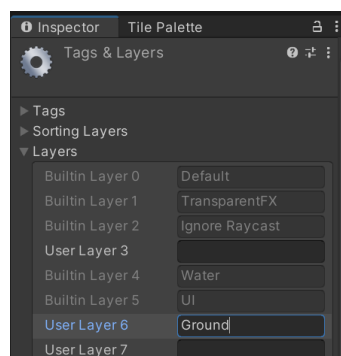 Inspector Tile Palette
Tags & Layers
Tags
Sorting Layers
Layers
Builtin Layer 0 Default
Builtin Layer 1 TransparentFX
Builtin Layer 2 Ignore Raycast
User Layer 3
Builtin Layer 4 Water
Builtin Layer 5 UI
User Layer 6 Ground
User Layer 7